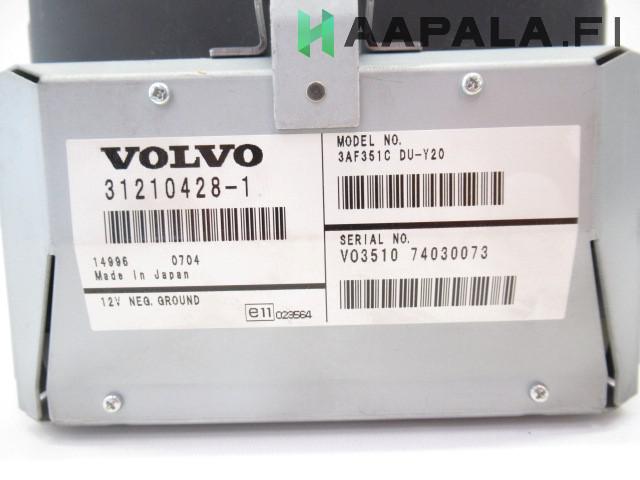 HAAPALA.FI
VOLVO
31210428-1
14996 0704
Made in Japan
12V NEG. GROUND
e11 023564
MODEL NO.
3AF351C DU-Y20
SERIAL NO.
VO3510 74030073